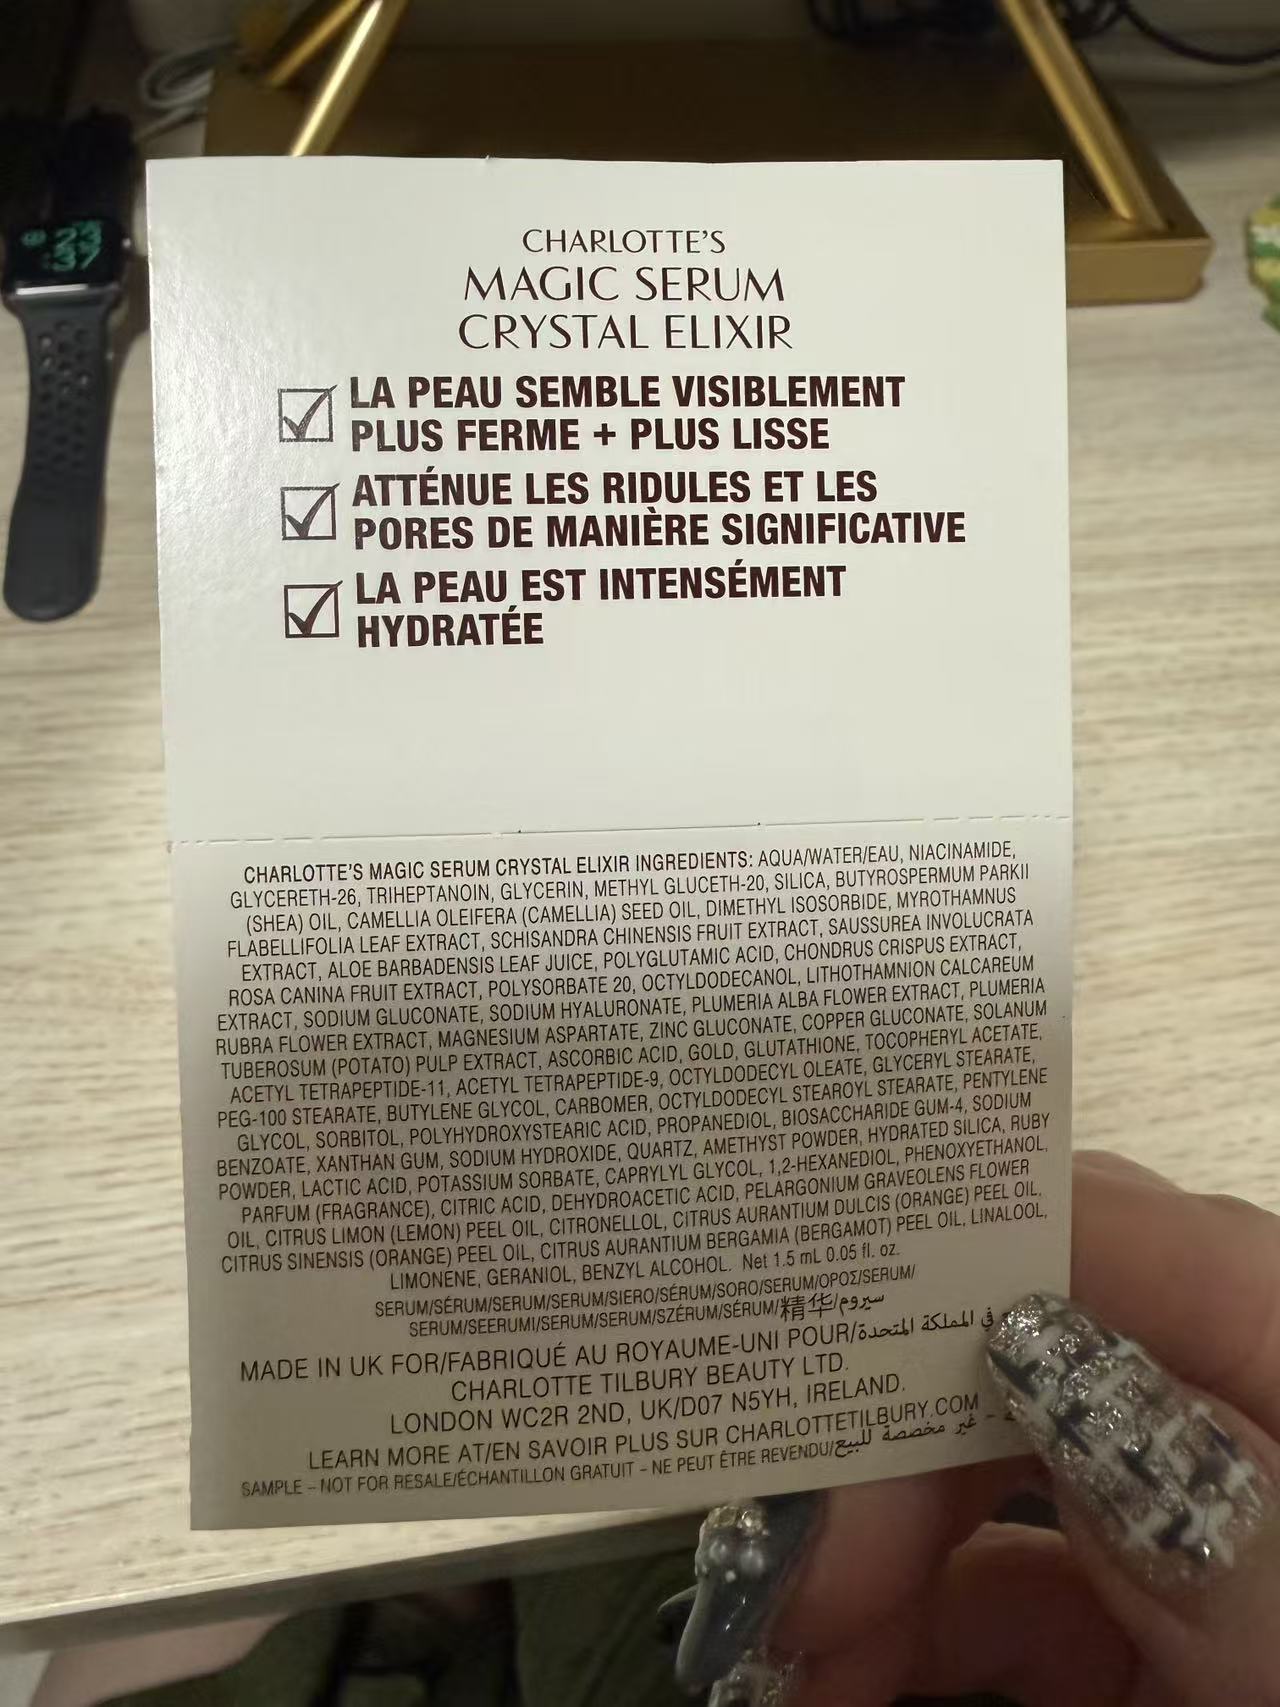 23
:37
CHARLOTTE'S
MAGIC SERUM
CRYSTAL ELIXIR
LA PEAU SEMBLE VISIBLEMENT
PLUS FERME + PLUS LISSE
ATTÉNUE LES RIDULES ET LES
PORES DE MANIÈRE SIGNIFICATIVE
LA PEAU EST INTENSÉMENT
HYDRATÉE
CHARLOTTE'S MAGIC SERUM CRYSTAL ELIXIR INGREDIENTS: AQUA/WATER/EAU, NIACINAMIDE,
GLYCERETH-26, TRIHEPTANOIN, GLYCERIN, METHYL GLUCETH-20, SILICA, BUTYROSPERMUM PARKII
(SHEA) OIL, CAMELLIA OLEIFERA (CAMELLIA) SEED OIL, DIMETHYL ISOSORBIDE, MYROTHAMNUS
FLABELLIFOLIA LEAF EXTRACT, SCHISANDRA CHINENSIS FRUIT EXTRACT, SAUSSUREA INVOLUCRATA
EXTRACT, ALOE BARBADENSIS LEAF JUICE, POLYGLUTAMIC ACID, CHONDRUS CRISPUS EXTRACT,
ROSA CANINA FRUIT EXTRACT, POLYSORBATE 20, OCTYLDODECANOL, LITHOTHAMNION CALCAREUM
EXTRACT, SODIUM GLUCONATE, SODIUM HYALURONATE, PLUMERIA ALBA FLOWER EXTRACT, PLUMERIA
RUBRA FLOWER EXTRACT, MAGNESIUM ASPARTATE, ZINC GLUCONATE, COPPER GLUCONATE, SOLANUM
TUBEROSUM (POTATO) PULP EXTRACT, ASCORBIC ACID, GOLD, GLUTATHIONE, TOCOPHERYL ACETATE,
ACETYL TETRAPEPTIDE-11, ACETYL TETRAPEPTIDE-9, OCTYLDODECYL OLEATE, GLYCERYL STEARATE,
PEG-100 STEARATE, BUTYLENE GLYCOL, CARBOMER, OCTYLDODECYL STEAROYL STEARATE, PENTYLENE
GLYCOL, SORBITOL, POLYHYDROXYSTEARIC ACID, PROPANEDIOL, BIOSACCHARIDE GUM-4, SODIUM
BENZOATE, XANTHAN GUM, SODIUM HYDROXIDE, QUARTZ, AMETHYST POWDER, HYDRATED SILICA, RUBY
POWDER, LACTIC ACID, POTASSIUM SORBATE, CAPRYLYL GLYCOL, 1,2-HEXANEDIOL, PHENOXYETHANOL,
PARFUM (FRAGRANCE), CITRIC ACID, DEHYDROACETIC ACID, PELARGONIUM GRAVEOLENS FLOWER
OIL, CITRUS LIMON (LEMON) PEEL OIL, CITRONELLOL, CITRUS AURANTIUM DULCIS (ORANGE) PEEL OIL,
CITRUS SINENSIS (ORANGE) PEEL OIL, CITRUS AURANTIUM BERGAMIA (BERGAMOT) PEEL OIL, LINALOOL,
LIMONENE, GERANIOL, BENZYL ALCOHOL. Net 1.5 mL 0.05 fl. oz.
SERUM/SÉRUM/SERUM/SERUM/SIERO/SÉRUM/SORO/SERUM/ΟΡΟΣ/SERUM/
SERUM/SEERUMI/SERUM/SERUM/SZÉRUM/SÉRUM/精华/سيروم
MADE IN UK FOR/FABRIQUÉ AU ROYAUME-UNI POUR/في المملكة المتحدة
CHARLOTTE TILBURY BEAUTY LTD.
LONDON WC2R 2ND, UK/D07 N5YH, IRELAND.
LEARN MORE AT/EN SAVOIR PLUS SUR CHARLOTTETILBURY.COM
SAMPLE – NOT FOR RESALE/ÉCHANTILLON GRATUIT – NE PEUT ÊTRE REVENDU/غير مخصصة للبيع –